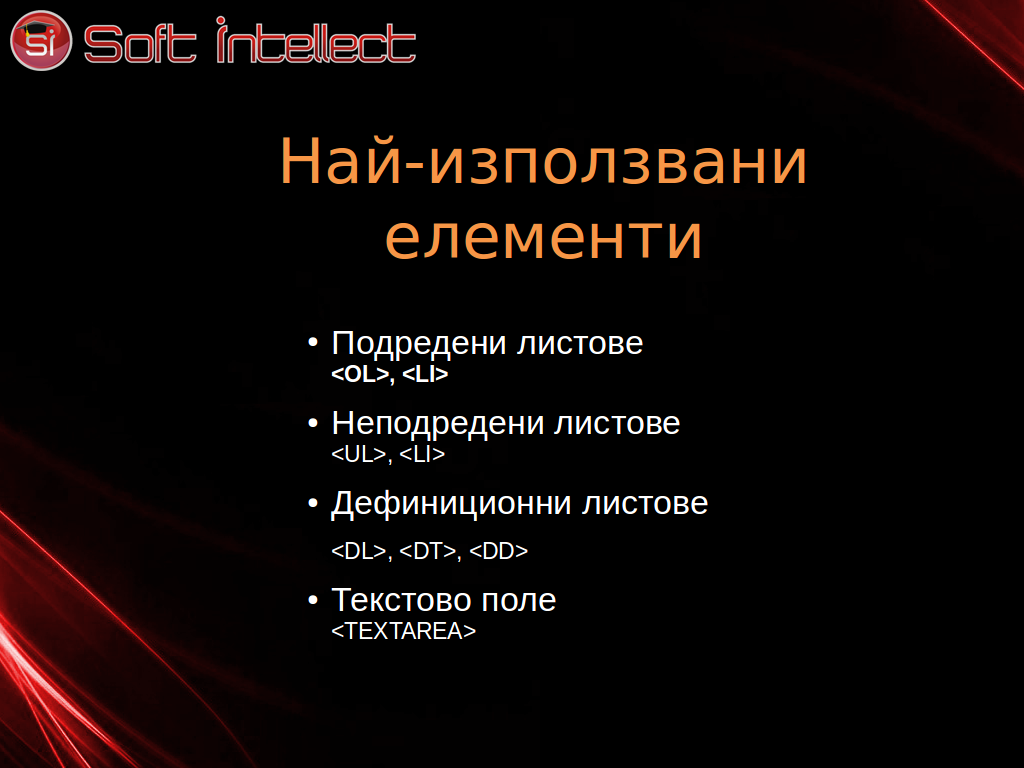 Si Soft Intellect
Най-използвани
елементи
• Подредени листове
<OL>, <LI>
• Неподредени листове
<UL>, <LI>
• Дефиниционни листове
<DL>, <DT>, <DD>
• Текстово поле
<TEXTAREA>